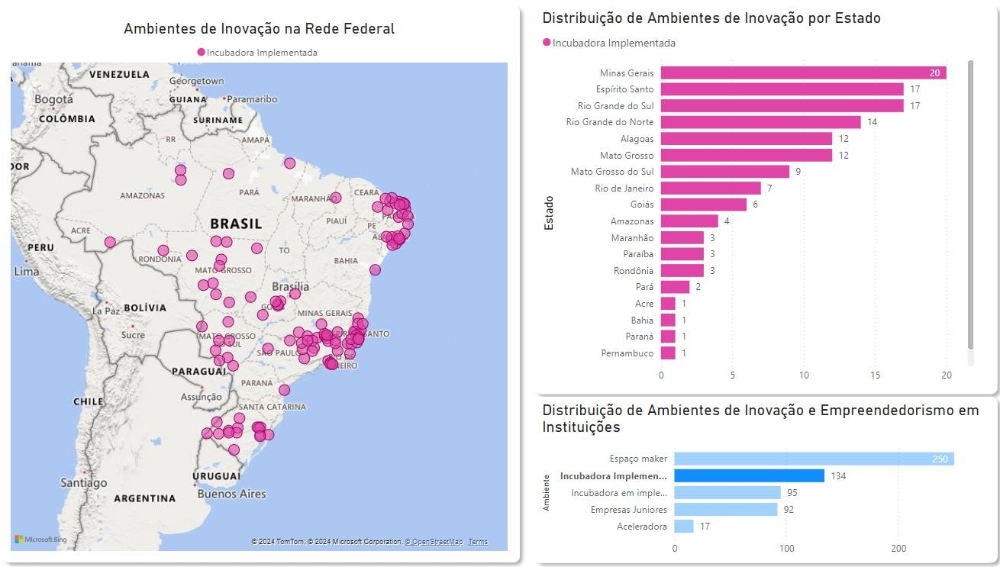 Ambientes de Inovação na Rede Federal
Incubadora Implementada
VENEZUELA
Georgetown
Bogotá
GUIANA
Paramaribo
COLÔMBIA
SURINAME
RR
AMAPÁ
AMAZONAS
PARÁ
MARANHÃO
CEARÁ
BRASIL
PIAUÍ
PE
ACRE
PERU
RONDÔNIA
TO
Lima
MATO GROSSO
BAHIA
Brasília
La Paz
BOLÍVIA
MINAS GERAIS
Sucre
MATO GROSSO
SÃO PAULO
PARAGUAI
PARANÁ
Assunção
CHILE
SANTA CATARINA
URUGUAI
Santiago
Buenos Aires
ARGENTINA
Microsoft Bing
© 2024 TomTom, © 2024 Microsoft Corporation, © OpenStreetMap Terms
Distribuição de Ambientes de Inovação por Estado
Incubadora Implementada
Estado
Minas Gerais 20
Espírito Santo 17
Rio Grande do Sul 17
Rio Grande do Norte 14
Alagoas 12
Mato Grosso 12
Mato Grosso do Sul 9
Rio de Janeiro 7
Goiás 6
Amazonas 4
Maranhão 3
Paraíba 3
Rondônia 3
Pará 2
Acre 1
Bahia 1
Paraná 1
Pernambuco 1
0 5 10 15 20
Distribuição de Ambientes de Inovação e Empreendedorismo em
Instituições
Ambiente
Espaço maker 250
Incubadora Implemen... 134
Incubadora em imple... 95
Empresas Juniores 92
Aceleradora 17
0 100 200